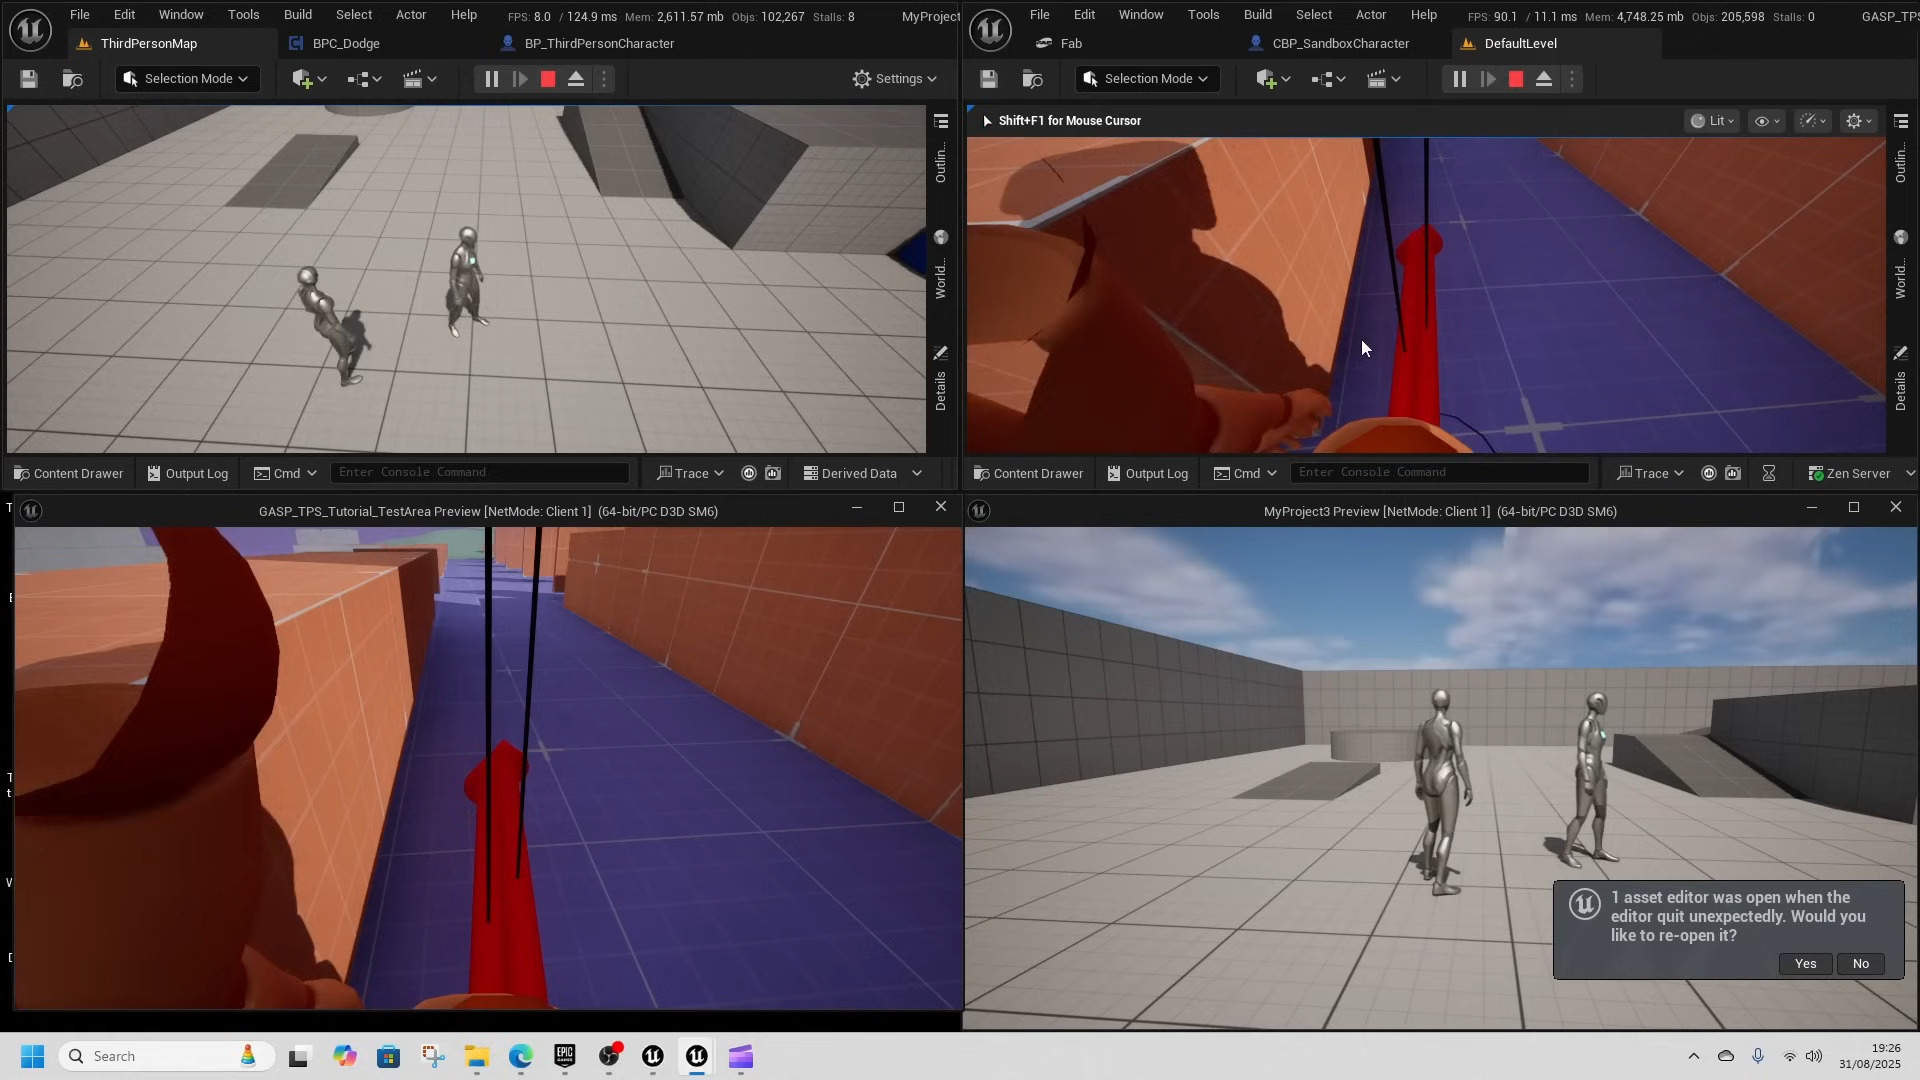 File Edit Window Tools Build Select Actor Help FPS: 8.0 / 124.9 ms Mem: 2,611.57 mb Objs: 102,267 Stalls: 8 MyProject
ThirdPersonMap BPC_Dodge BP_ThirdPersonCharacter
Selection Mode Settings
Outlin...
World...
Details
Content Drawer Output Log Cmd Enter Console Command Trace Derived Data
File Edit Window Tools Build Select Actor Help FPS: 90.1 / 11.1 ms Mem: 4,748.25 mb Objs: 205,598 Stalls: 0 GASP_TPS
Fab CBP_SandboxCharacter DefaultLevel
Selection Mode
Shift+F1 for Mouse Cursor Lit
Outlin...
World...
Details
Content Drawer Output Log Cmd Enter Console Command Trace Zen Server
GASP_TPS_Tutorial_TestArea Preview [NetMode: Client 1] (64-bit/PC D3D SM6)
MyProject3 Preview [NetMode: Client 1] (64-bit/PC D3D SM6)
1 asset editor was open when the
editor quit unexpectedly. Would you
like to re-open it?
Yes No
Search
EPIC
GAMES
19:26
31/08/2025